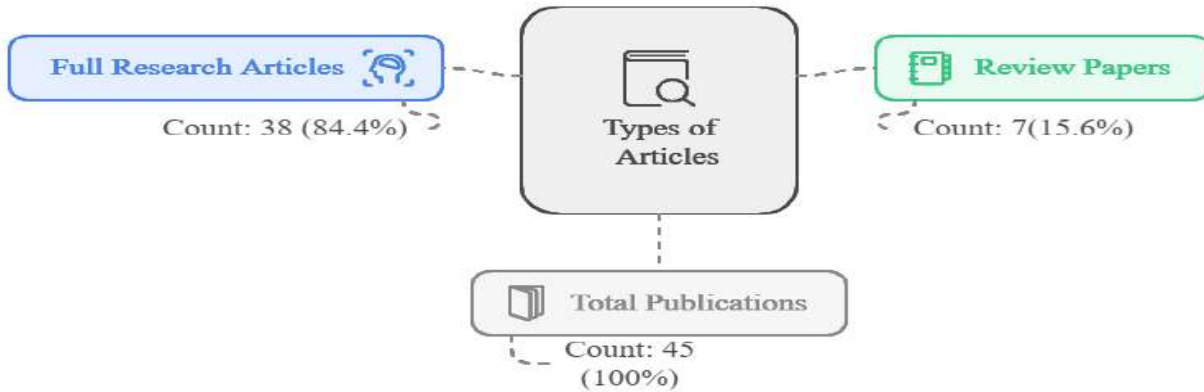 Full Research Articles
Count: 38 (84.4%)
Types of
Articles
Review Papers
Count: 7(15.6%)
Total Publications
Count: 45
(100%)